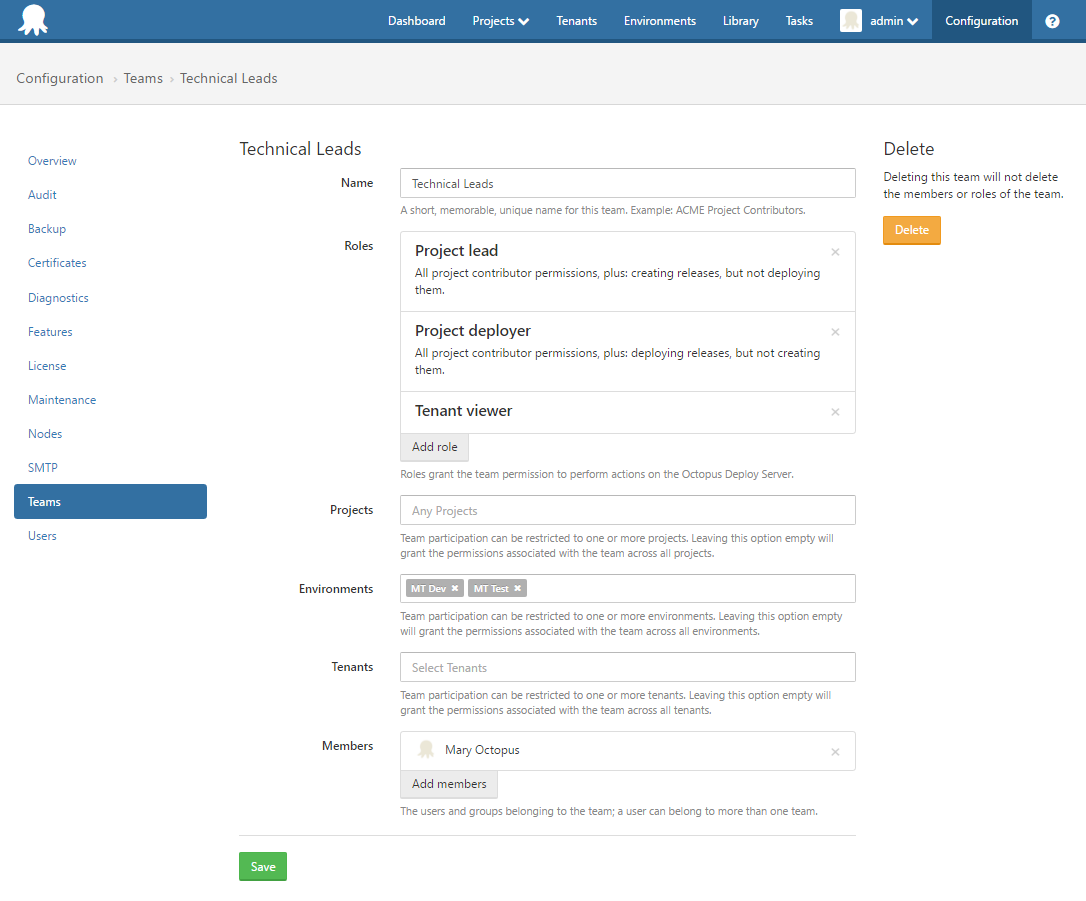 Dashboard Projects Tenants Environments Library Tasks admin Configuration ?
Configuration › Teams › Technical Leads
Overview
Audit
Backup
Certificates
Diagnostics
Features
License
Maintenance
Nodes
SMTP
Teams
Users
Technical Leads
Name
Technical Leads
A short, memorable, unique name for this team. Example: ACME Project Contributors.
Roles
Project lead ×
All project contributor permissions, plus: creating releases, but not deploying
them.
Project deployer ×
All project contributor permissions, plus: deploying releases, but not creating
them.
Tenant viewer ×
Add role
Roles grant the team permission to perform actions on the Octopus Deploy Server.
Projects
Any Projects
Team participation can be restricted to one or more projects. Leaving this option empty will
grant the permissions associated with the team across all projects.
Environments
MT Dev × MT Test ×
Team participation can be restricted to one or more environments. Leaving this option empty
will grant the permissions associated with the team across all environments.
Tenants
Select Tenants
Team participation can be restricted to one or more tenants. Leaving this option empty will
grant the permissions associated with the team across all tenants.
Members
Mary Octopus ×
Add members
The users and groups belonging to the team; a user can belong to more than one team.
Save
Delete
Deleting this team will not delete
the members or roles of the team.
Delete